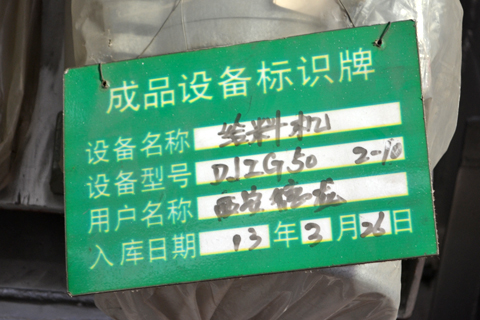 成品设备标识牌
设备名称 给料机
设备型号 DJZG50 2-10
用户名称 西安
入库日期 13年3月26日